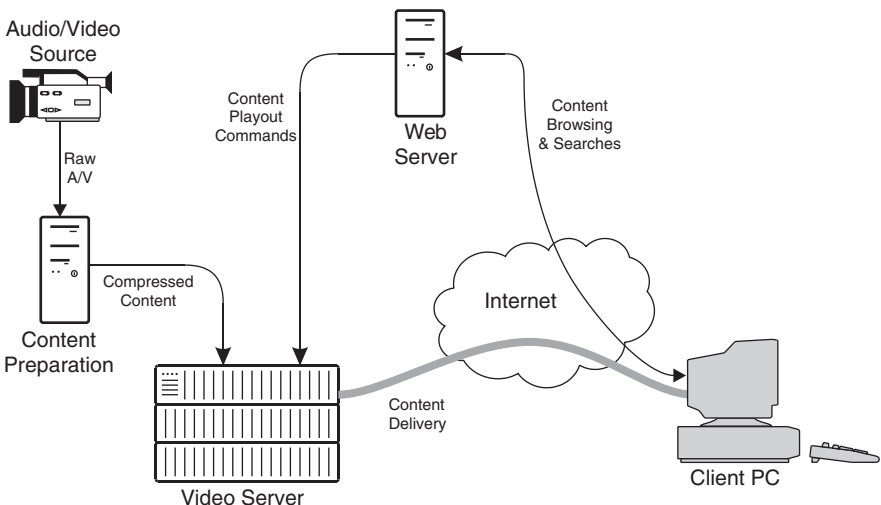 Audio/Video
Source
Raw
A/V
Content
Preparation
Compressed
Content
Content
Playout
Commands
Web
Server
Content
Browsing
& Searches
Internet
Content
Delivery
Video Server
Client PC